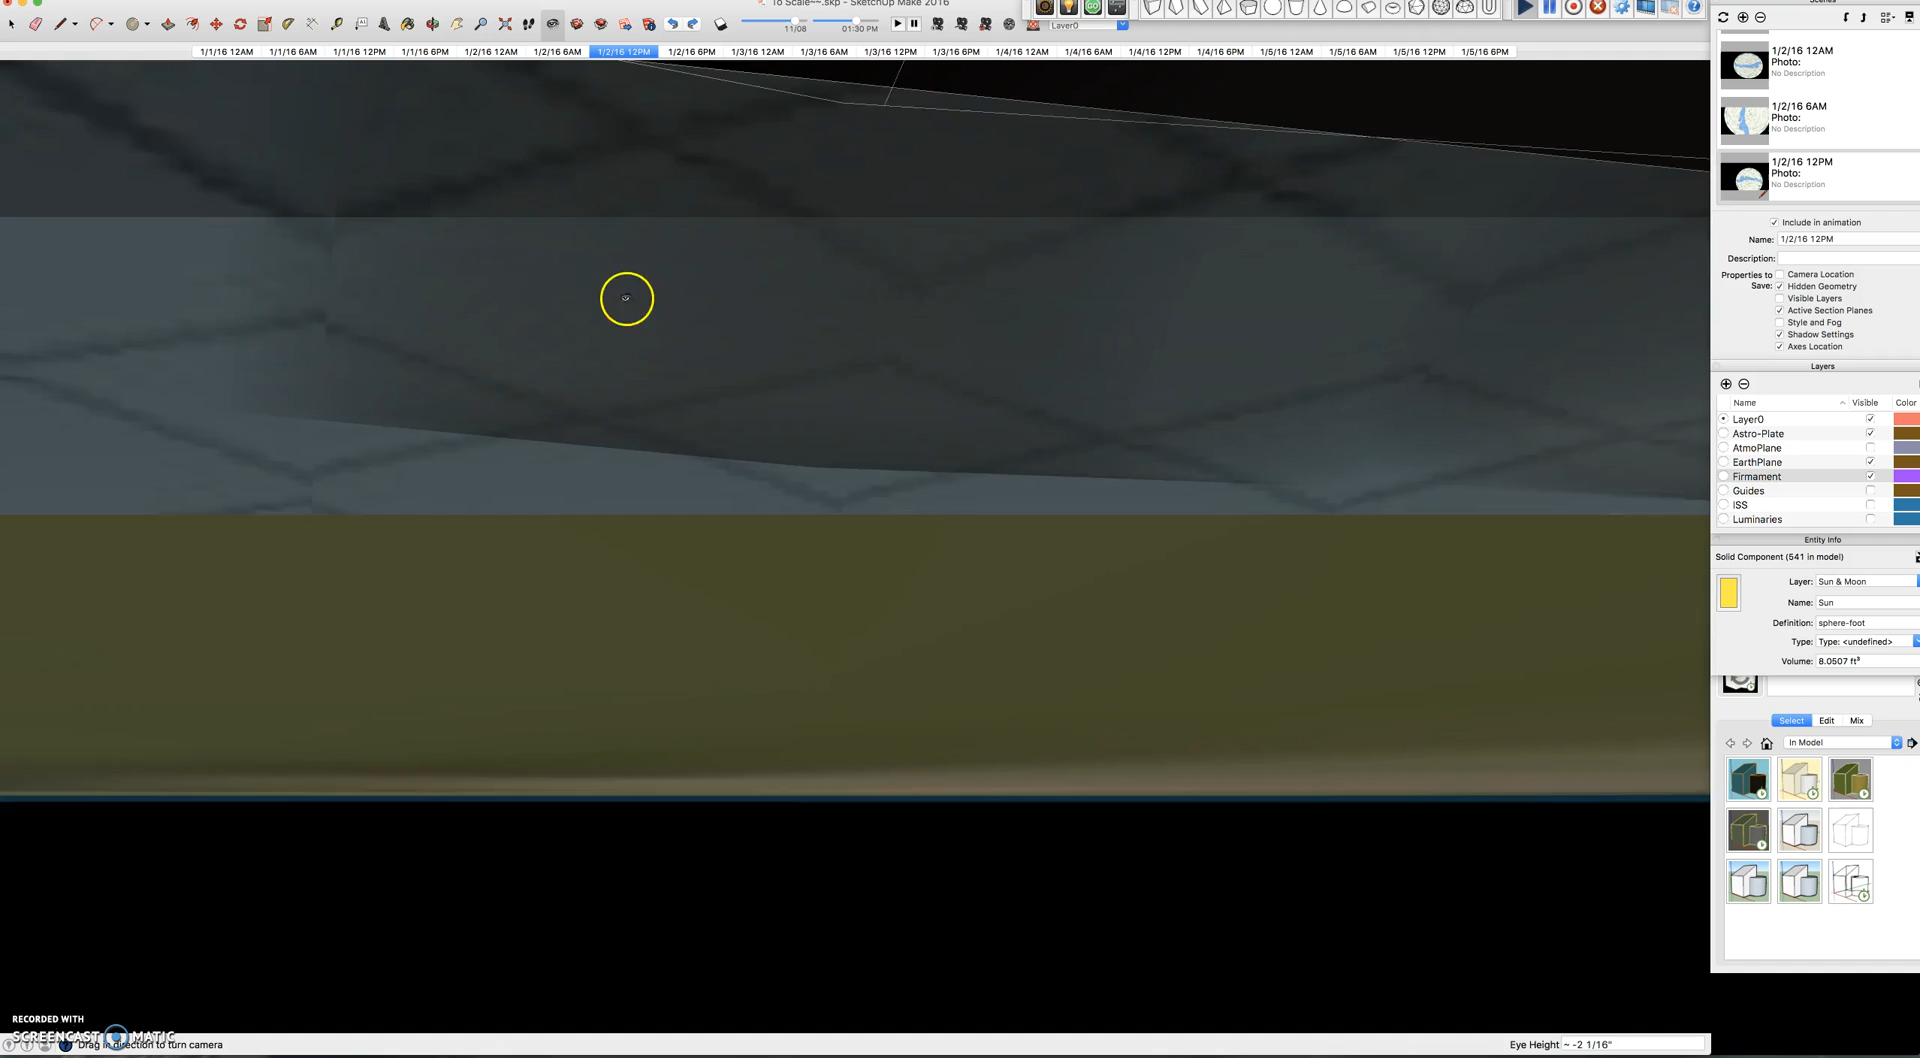 To Scale~~.skp - SketchUp Make 2016
Scenes
11/08
01:30 PM
Layer0
1/1/16 12AM
1/1/16 6AM
1/1/16 12PM
1/1/16 6PM
1/2/16 12AM
1/2/16 6AM
1/2/16 12PM
1/2/16 6PM
1/3/16 12AM
1/3/16 6AM
1/3/16 12PM
1/3/16 6PM
1/4/16 12AM
1/4/16 6AM
1/4/16 12PM
1/4/16 6PM
1/5/16 12AM
1/5/16 6AM
1/5/16 12PM
1/5/16 6PM
1/2/16 12AM
Photo:
No Description
1/2/16 6AM
Photo:
No Description
1/2/16 12PM
Photo:
No Description
Include in animation
Name: 1/2/16 12PM
Description:
Properties to Save:
Camera Location
Hidden Geometry
Visible Layers
Active Section Planes
Style and Fog
Shadow Settings
Axes Location
Layers
Name Visible Color
Layer0
Astro-Plate
AtmoPlane
EarthPlane
Firmament
Guides
ISS
Luminaries
Entity Info
Solid Component (541 in model)
Layer: Sun & Moon
Name: Sun
Definition: sphere-foot
Type: Type: <undefined>
Volume: 8.0507 ft³
Select Edit Mix
In Model
RECORDED WITH
SCREENCAST MATIC
Drag in direction to turn camera
Eye Height ~ -2 1/16"